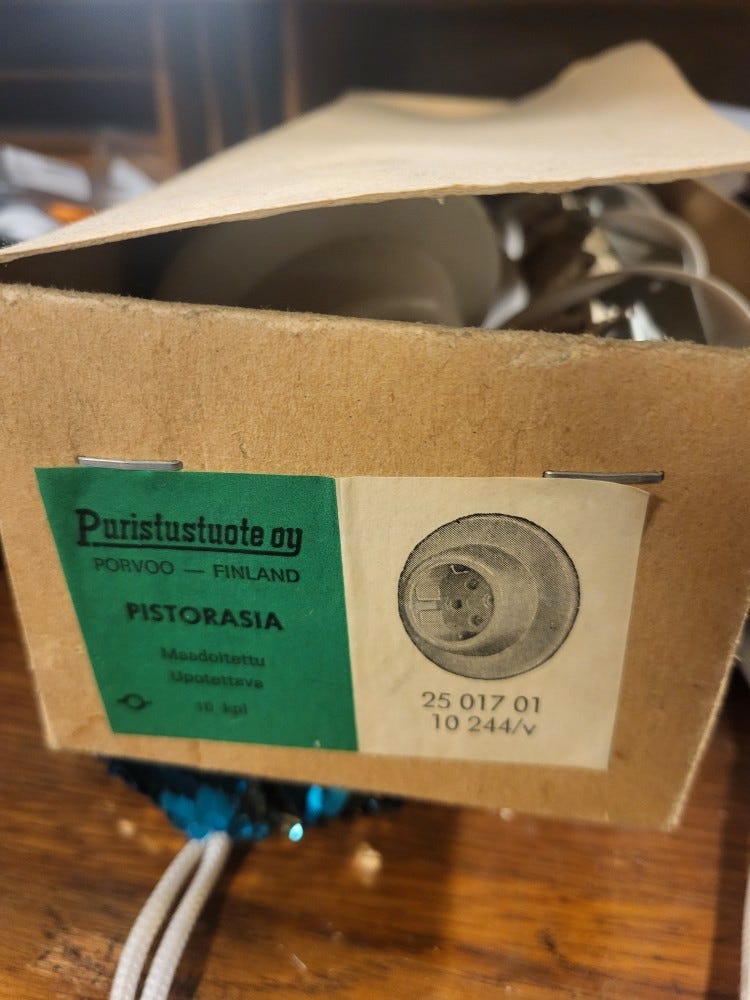 Puristustuote oy
PORVOO — FINLAND
PISTORASIA
Maadoitettu
Upotettava
10 kpl
25 017 01
10 244/v